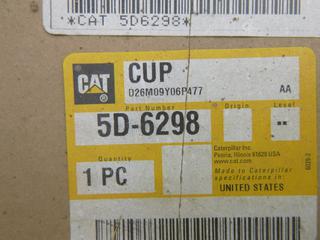 *CAT 5D6298*
CAT
CUP
D26M09Y06P477
AA
Part Number
Origin
Level
5D-6298
--
Quantity
1 PC
Caterpillar Inc.
Peoria, Illinois 61629 USA
www.cat.com
Made to Caterpillar
specifications in:
UNITED STATES